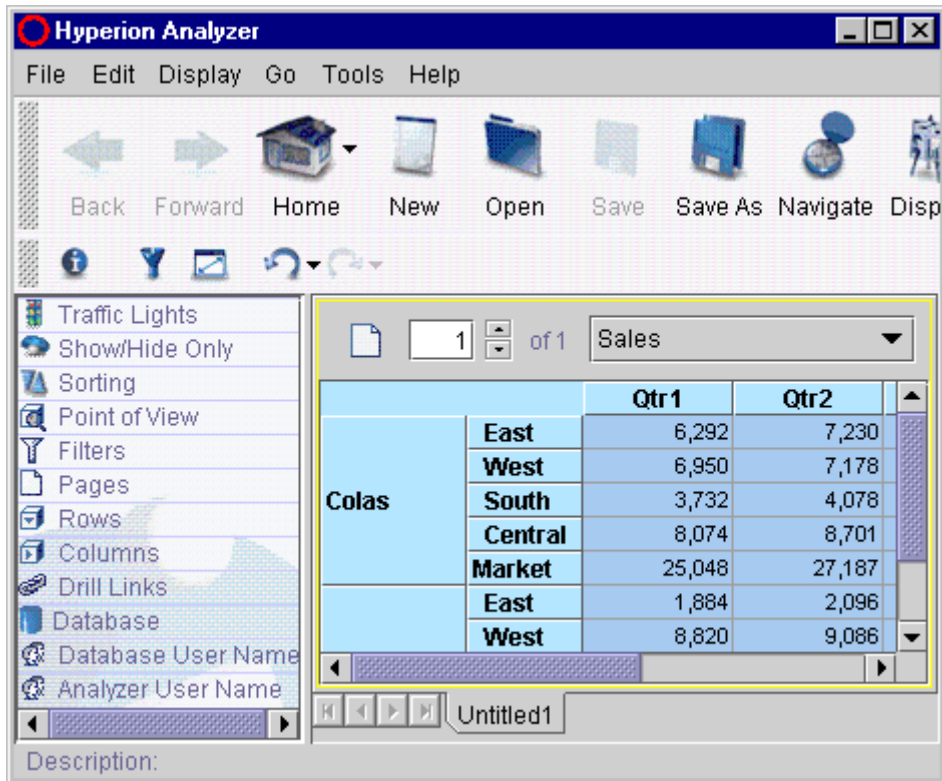 Hyperion Analyzer
File Edit Display Go Tools Help
Back Forward Home New Open Save Save As Navigate Disp
Traffic Lights
Show/Hide Only
Sorting
Point of View
Filters
Pages
Rows
Columns
Drill Links
Database
Database User Name
Analyzer User Name
1 of 1 Sales
Qtr1 Qtr2
Colas East 6,292 7,230
West 6,950 7,178
South 3,732 4,078
Central 8,074 8,701
Market 25,048 27,187
East 1,884 2,096
West 8,820 9,086
Untitled1
Description: